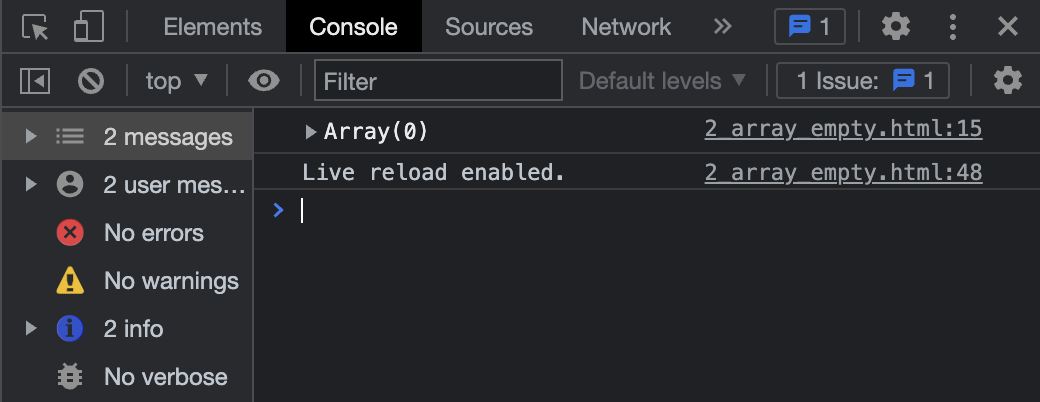 Elements Console Sources Network » 1
top ▼ Filter Default levels ▼ 1 Issue: 1
2 messages
2 user mes…
No errors
No warnings
2 info
No verbose
▶ Array(0) 2_array_empty.html:15
Live reload enabled. 2_array_empty.html:48
>